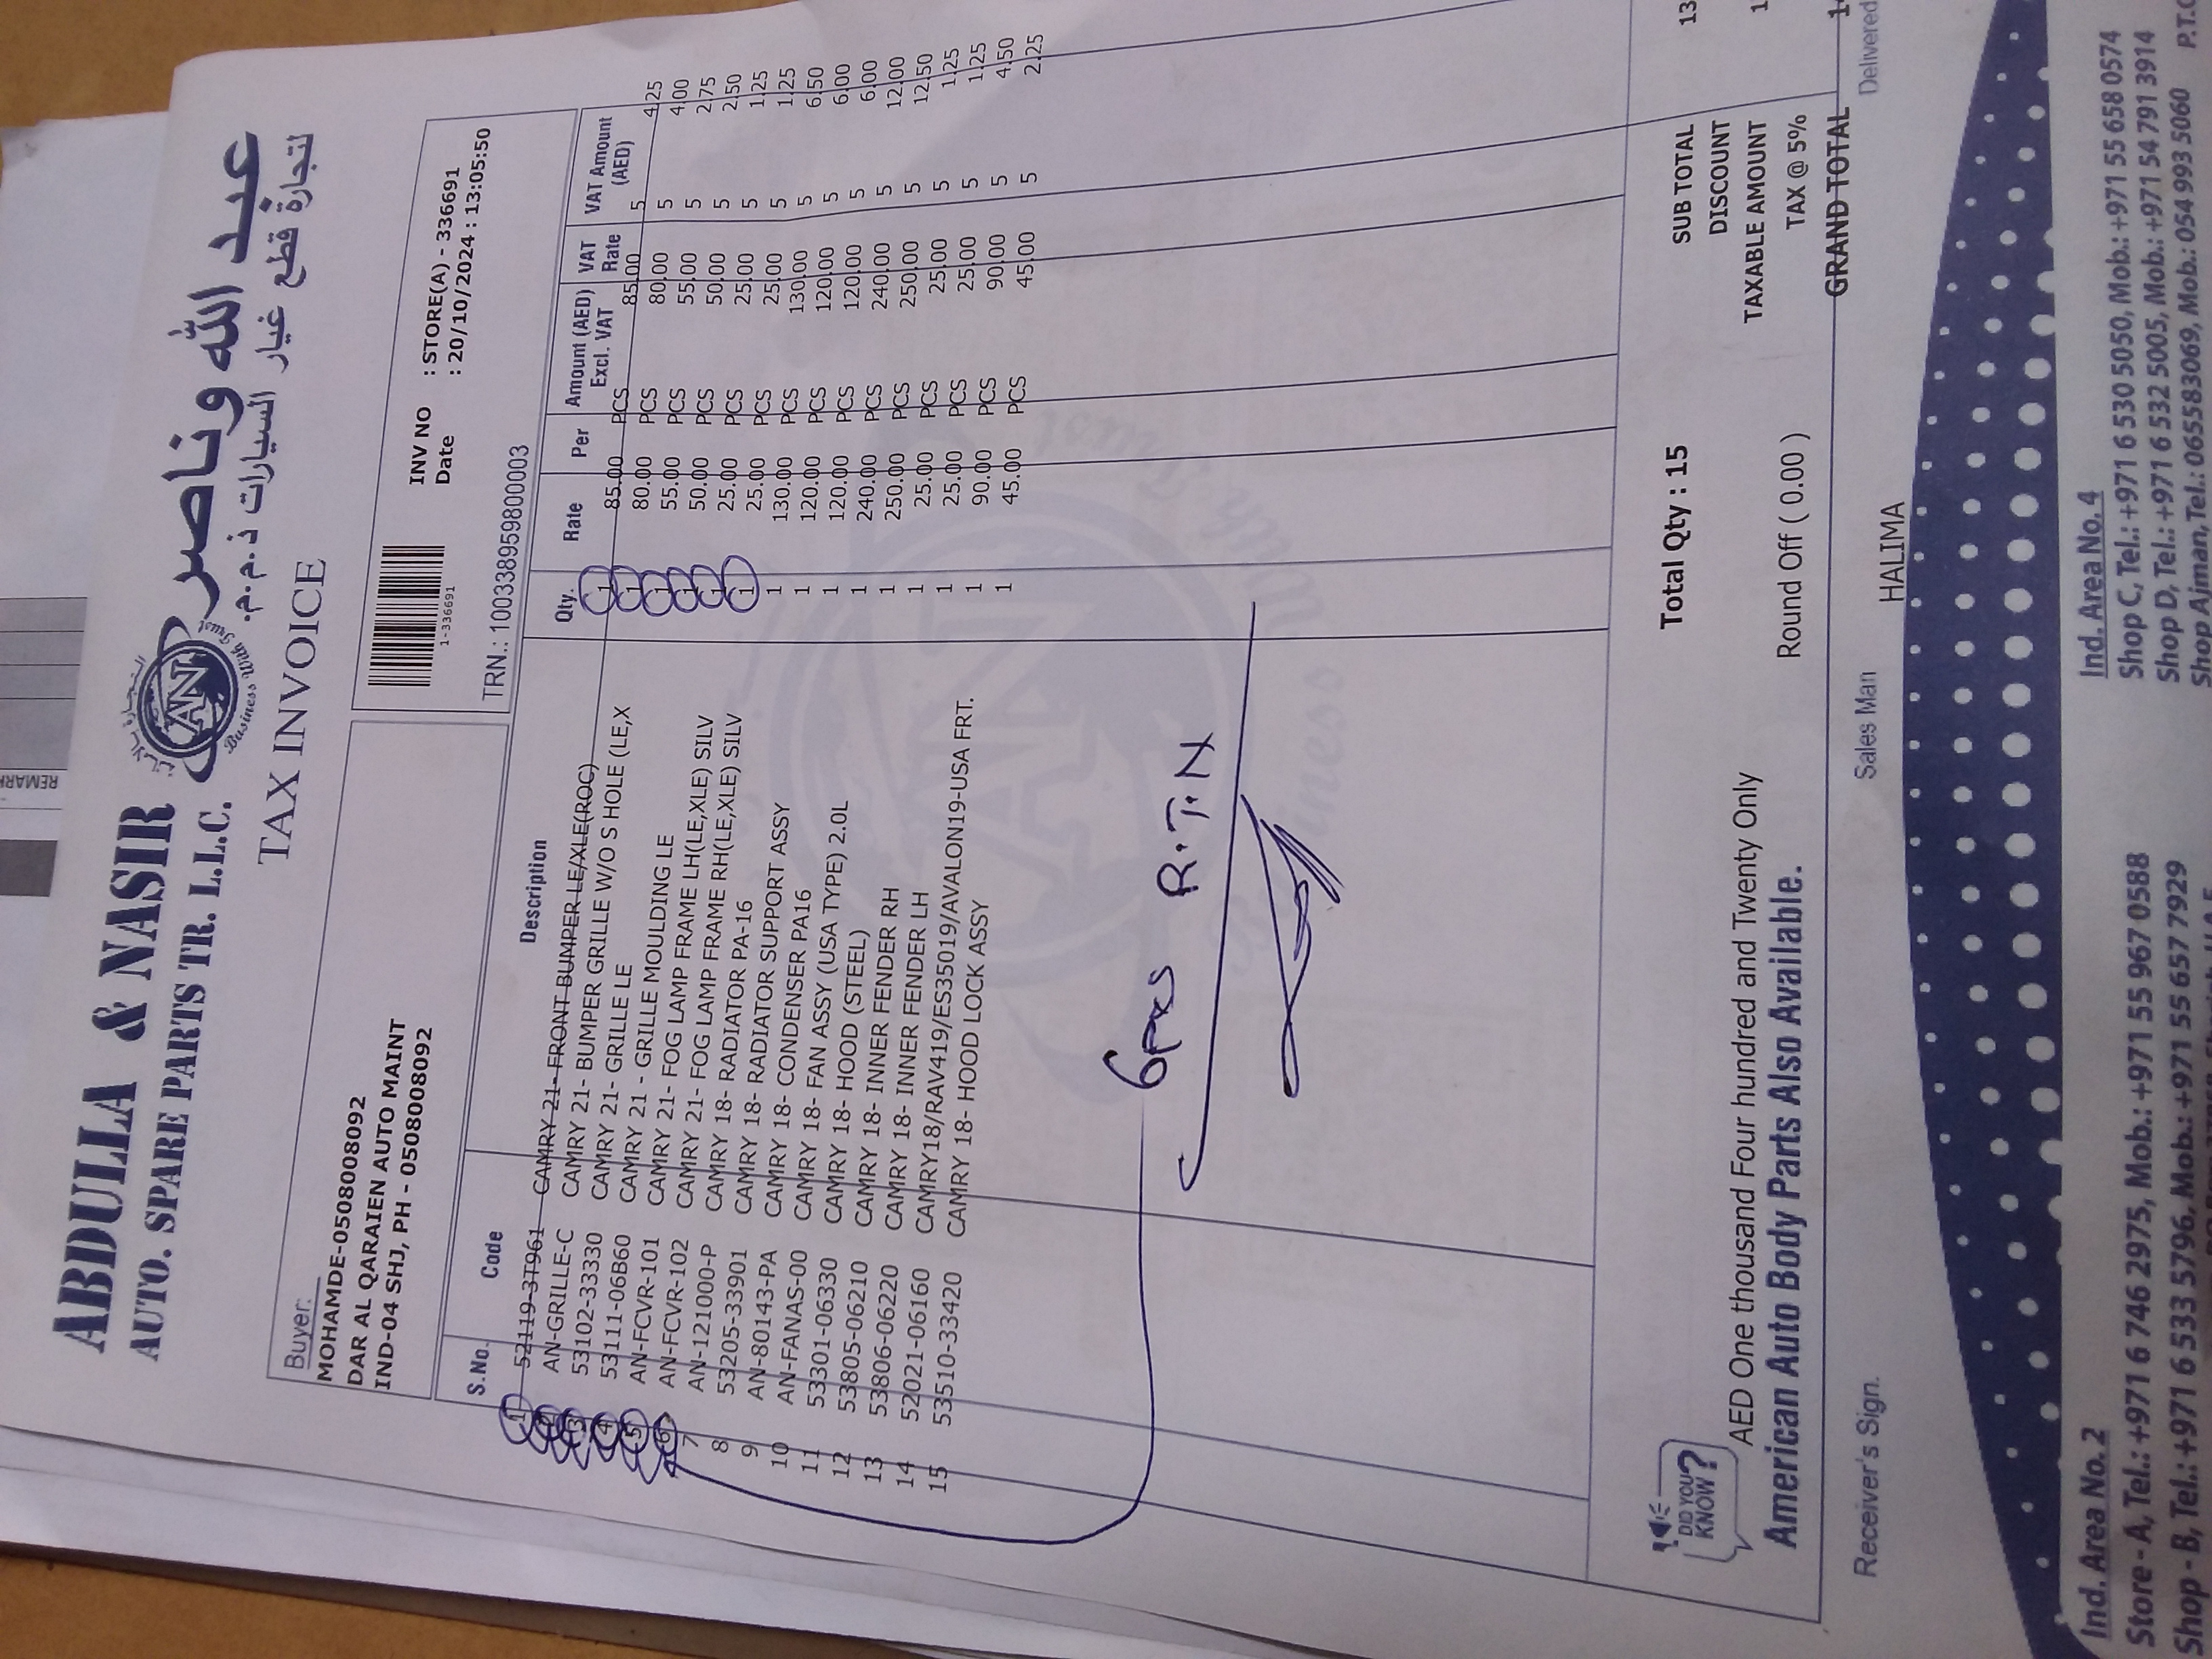 REMARK
ABDULLA & NASIR
عبد الله وناصر
AUTO. SPARE PARTS TR. L.L.C.
لتجارة قطع غيار السيارات ذ.م.م.
AN
Business With Trust
TAX INVOICE
Buyer:
MOHAMDE-0508008092
DAR AL QARAIEN AUTO MAINT
IND-04 SHJ, PH - 0508008092
1-336691
INV NO : STORE(A) - 336691
Date : 20/10/2024 : 13:05:50
TRN.: 100338959800003
S.No. Code Description Qty. Rate Per Amount (AED) Excl. VAT VAT Rate VAT Amount (AED)
1 52119-3T961 CAMRY 21- FRONT BUMPER LE/XLE(ROC) 1 85.00 PCS 85.00 5 4.25
2 AN-GRILLE-C CAMRY 21- BUMPER GRILLE W/O S HOLE (LE,X 1 80.00 PCS 80.00 5 4.00
3 53102-33330 CAMRY 21- GRILLE LE 1 55.00 PCS 55.00 5 2.75
4 53111-06B60 CAMRY 21 - GRILLE MOULDING LE 1 50.00 PCS 50.00 5 2.50
5 AN-FCVR-101 CAMRY 21- FOG LAMP FRAME LH(LE,XLE) SILV 1 25.00 PCS 25.00 5 1.25
6 AN-FCVR-102 CAMRY 21- FOG LAMP FRAME RH(LE,XLE) SILV 1 25.00 PCS 25.00 5 1.25
7 AN-121000-P CAMRY 18- RADIATOR PA-16 1 130.00 PCS 130.00 5 6.50
8 53205-33901 CAMRY 18- RADIATOR SUPPORT ASSY 1 120.00 PCS 120.00 5 6.00
9 AN-80143-PA CAMRY 18- CONDENSER PA16 1 120.00 PCS 120.00 5 6.00
10 AN-FANAS-00 CAMRY 18- FAN ASSY (USA TYPE) 2.0L 1 240.00 PCS 240.00 5 12.00
11 53301-06330 CAMRY 18- HOOD (STEEL) 1 250.00 PCS 250.00 5 12.50
12 53805-06210 CAMRY 18- INNER FENDER RH 1 25.00 PCS 25.00 5 1.25
13 53806-06220 CAMRY 18- INNER FENDER LH 1 25.00 PCS 25.00 5 1.25
14 52021-06160 CAMRY18/RAV419/ES35019/AVALON19-USA FRT. 1 90.00 PCS 90.00 5 4.50
15 53510-33420 CAMRY 18- HOOD LOCK ASSY 1 45.00 PCS 45.00 5 2.25
6PCS R.T.N
Total Qty : 15
SUB TOTAL 13
DISCOUNT
TAXABLE AMOUNT 1
TAX @ 5%
Round Off ( 0.00 )
GRAND TOTAL 1
DID YOU KNOW?
AED One thousand Four hundred and Twenty Only
American Auto Body Parts Also Available.
Receiver's Sign. Sales Man HALIMA Delivered
Ind. Area No.2
Store - A, Tel.: +971 6 746 2975, Mob.: +971 55 967 0588
Shop - B, Tel.: +971 6 533 5796, Mob.: +971 55 657 7929
Ind. Area No. 4
Shop C, Tel.: +971 6 530 5050, Mob.: +971 55 658 0574
Shop D, Tel.: +971 6 532 5005, Mob.: +971 54 791 3914
Shop Ajman,Tel.: 065583069, Mob.: 054 993 5060
P.T.O